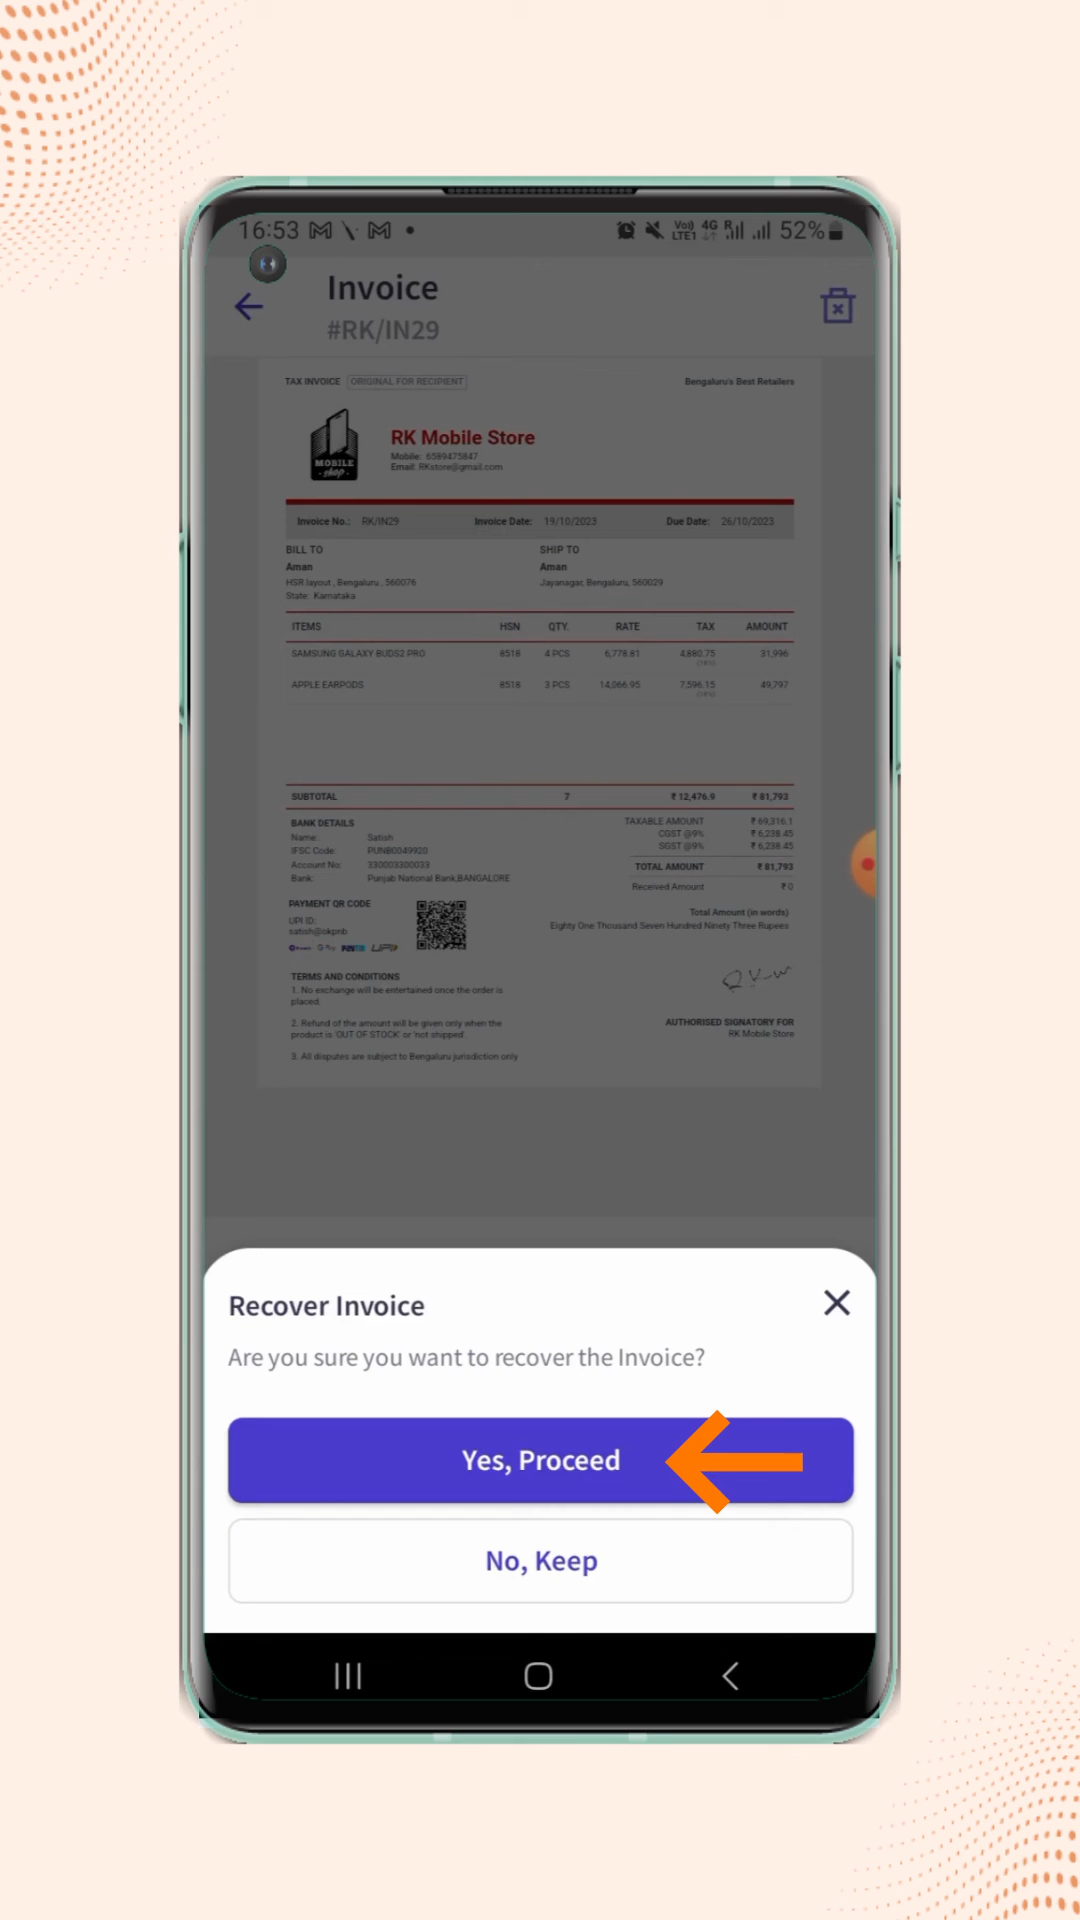 16:53 52%
VoI) 4G R
LTE1
Invoice
#RK/IN29
TAX INVOICE ORIGINAL FOR RECIPIENT Bengaluru's Best Retailers
MOBILE
- shop -
RK Mobile Store
Mobile: 6589475847
Email: RKstore@gmail.com
Invoice No.: RK/IN29 Invoice Date: 19/10/2023 Due Date: 26/10/2023
BILL TO SHIP TO
Aman Aman
HSR layout , Bengaluru , 560076 Jayanagar, Bengaluru, 560029
State: Karnataka
ITEMS HSN QTY. RATE TAX AMOUNT
SAMSUNG GALAXY BUDS2 PRO 8518 4 PCS 6,778.81 4,880.75 31,996
(18%)
APPLE EARPODS 8518 3 PCS 14,066.95 7,596.15 49,797
(18%)
SUBTOTAL 7 ₹ 12,476.9 ₹ 81,793
BANK DETAILS
Name: Satish
IFSC Code: PUNB0049920
Account No: 330003300033
Bank: Punjab National Bank,BANGALORE
TAXABLE AMOUNT ₹ 69,316.1
CGST @9% ₹ 6,238.45
SGST @9% ₹ 6,238.45
TOTAL AMOUNT ₹ 81,793
Received Amount ₹ 0
Total Amount (in words)
Eighty One Thousand Seven Hundred Ninety Three Rupees
PAYMENT QR CODE
UPI ID:
satish@okpnb
G Pay Paytm UPI
TERMS AND CONDITIONS
1. No exchange will be entertained once the order is
placed.
2. Refund of the amount will be given only when the
product is 'OUT OF STOCK' or 'not shipped'.
3. All disputes are subject to Bengaluru jurisdiction only
AUTHORISED SIGNATORY FOR
RK Mobile Store
Recover Invoice
Are you sure you want to recover the Invoice?
Yes, Proceed
No, Keep